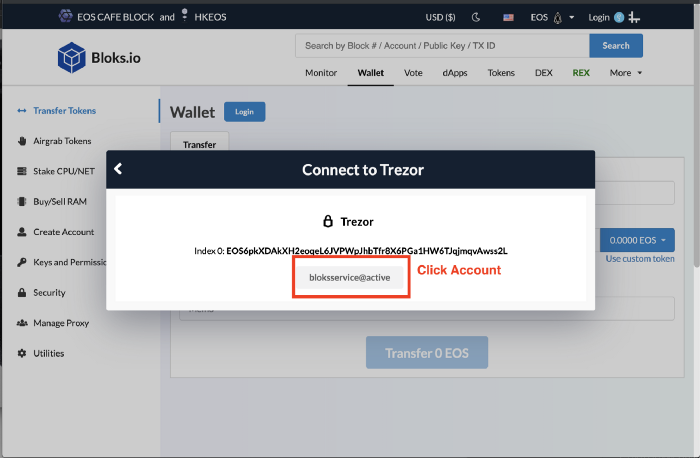 EOS CAFE BLOCK and HKEOS
USD ($) EOS Login
Bloks.io
Search by Block # / Account / Public Key / TX ID Search
Monitor Wallet Vote dApps Tokens DEX REX More
Transfer Tokens
Airgrab Tokens
Stake CPU/NET
Buy/Sell RAM
Create Account
Keys and Permissio
Security
Manage Proxy
Utilities
Wallet Login
Transfer
Connect to Trezor
Trezor
Index 0: EOS6pkXDAkXH2eoqeL6JVPWpJhbTfr8X6PGa1HW6TJqjmqvAwss2L
bloksservice@active
Click Account
0.0000 EOS
Use custom token
Transfer 0 EOS